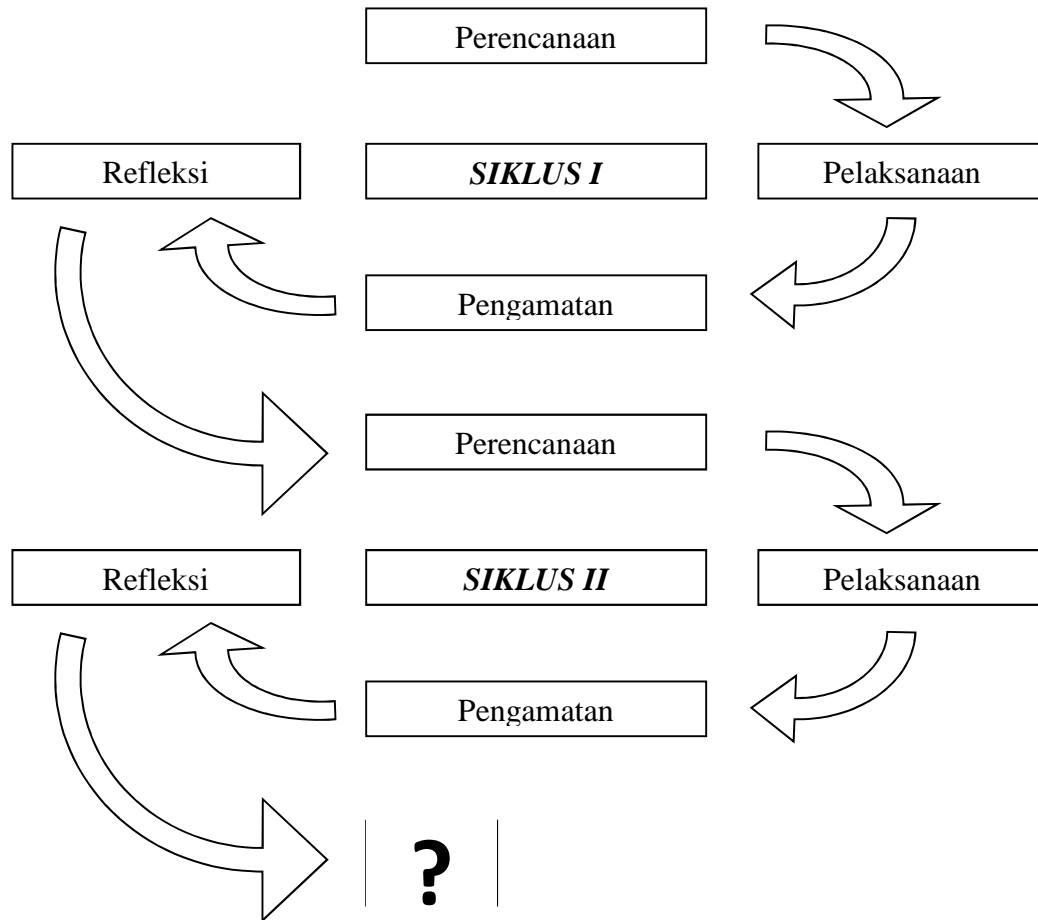 Perencanaan
Refleksi
SIKLUS I
Pelaksanaan
Pengamatan
Perencanaan
Refleksi
SIKLUS II
Pelaksanaan
Pengamatan
?